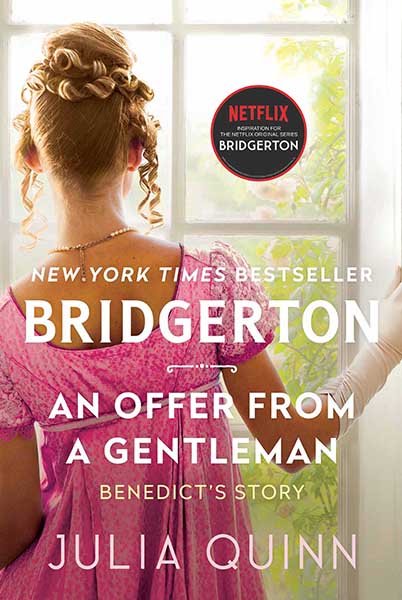 NETFLIX
INSPIRATION FOR
THE NETFLIX ORIGINAL SERIES
BRIDGERTON
NEW YORK TIMES BESTSELLER
BRIDGERTON
AN OFFER FROM
A GENTLEMAN
BENEDICT'S STORY
JULIA QUINN